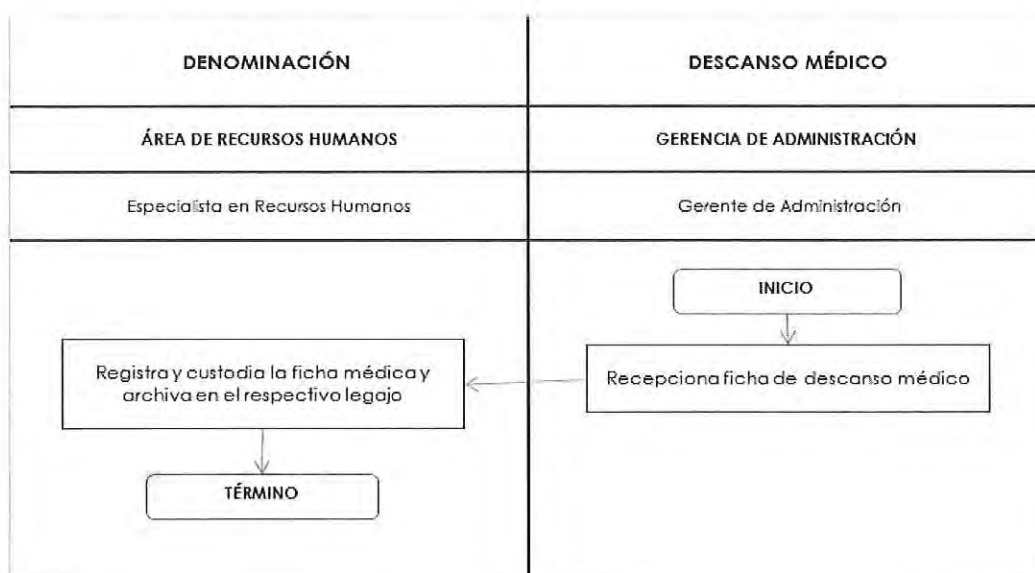 DENOMINACIÓN
DESCANSO MÉDICO
ÁREA DE RECURSOS HUMANOS
GERENCIA DE ADMINISTRACIÓN
Especialista en Recursos Humanos
Gerente de Administración
INICIO
Recepciona ficha de descanso médico
Registra y custodia la ficha médica y
archiva en el respectivo legajo
TÉRMINO